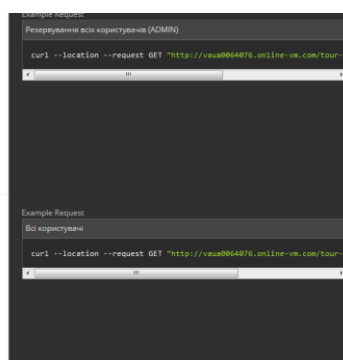 Example Request
Резервування всіх користувачів (ADMIN)
curl --location --request GET "http://vaua0064076.online-vm.com/tour-
Example Request
Всі користувачі
curl --location --request GET "http://vaua0064076.online-vm.com/tour-